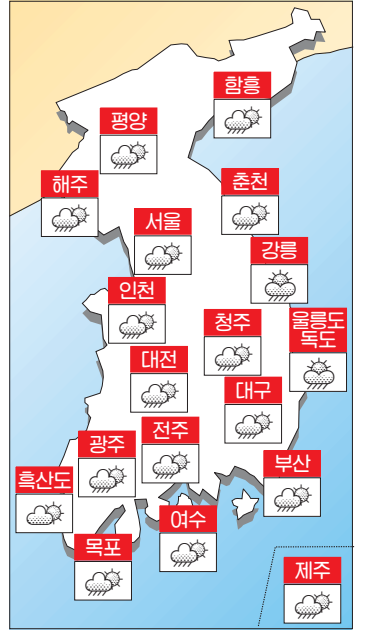 함흥
평양
해주
춘천
서울
강릉
인천
청주
울릉도
독도
대전
대구
전주
광주
부산
흑산도
여수
목포
제주